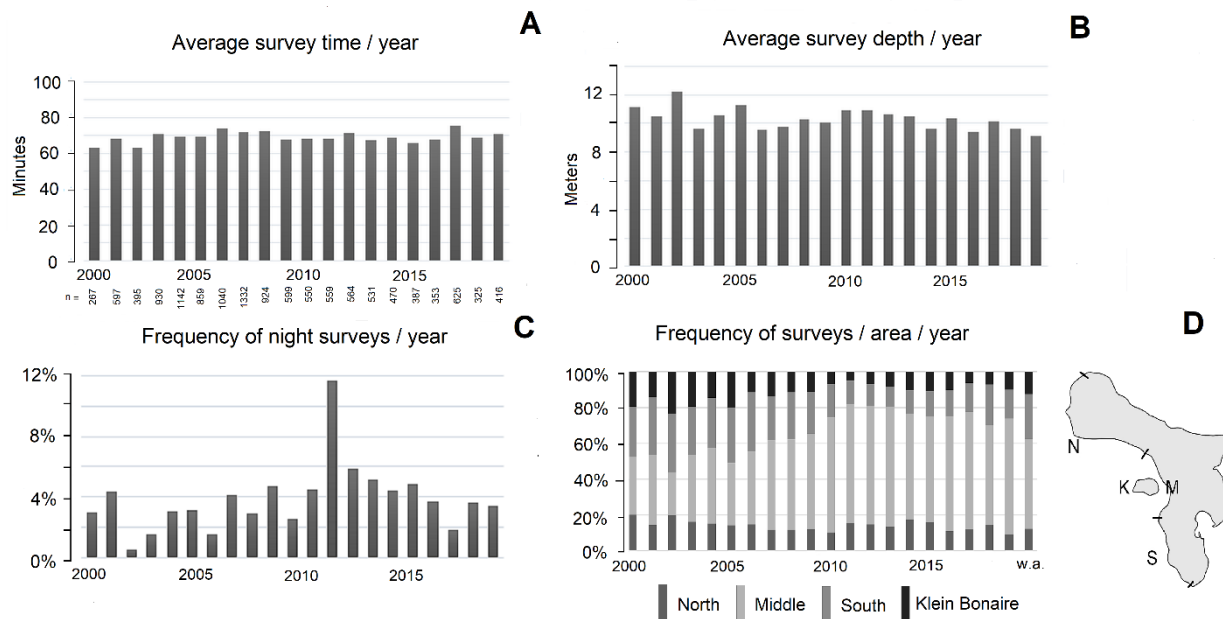 A
Average survey time / year
100
80
60
40
20
0
Minutes
2000 2005 2010 2015
n = 267 597 395 930 1142 859 1040 1332 924 599 550 559 564 531 470 387 353 625 325 416
B
Average survey depth / year
12
8
4
0
Meters
2000 2005 2010 2015
C
Frequency of night surveys / year
12%
8%
4%
0%
2000 2005 2010 2015
D
Frequency of surveys / area / year
100%
80%
60%
40%
20%
0%
2000 2005 2010 2015 w.a.
North Middle South Klein Bonaire
N
K M
S